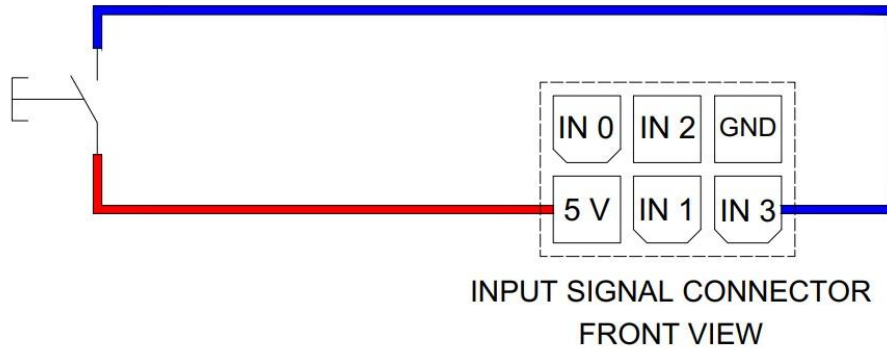 IN 0 IN 2 GND
5 V IN 1 IN 3
INPUT SIGNAL CONNECTOR
FRONT VIEW